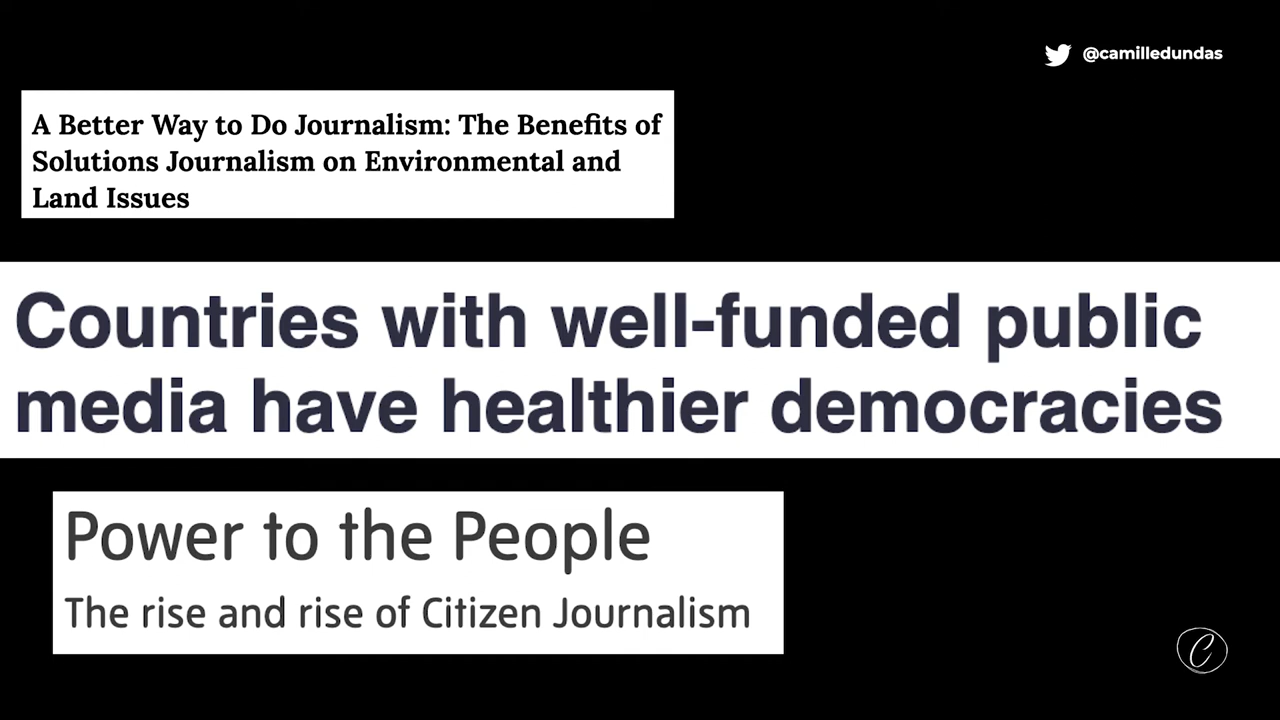 @camilledundas
A Better Way to Do Journalism: The Benefits of
Solutions Journalism on Environmental and
Land Issues
Countries with well-funded public
media have healthier democracies
Power to the People
The rise and rise of Citizen Journalism
C